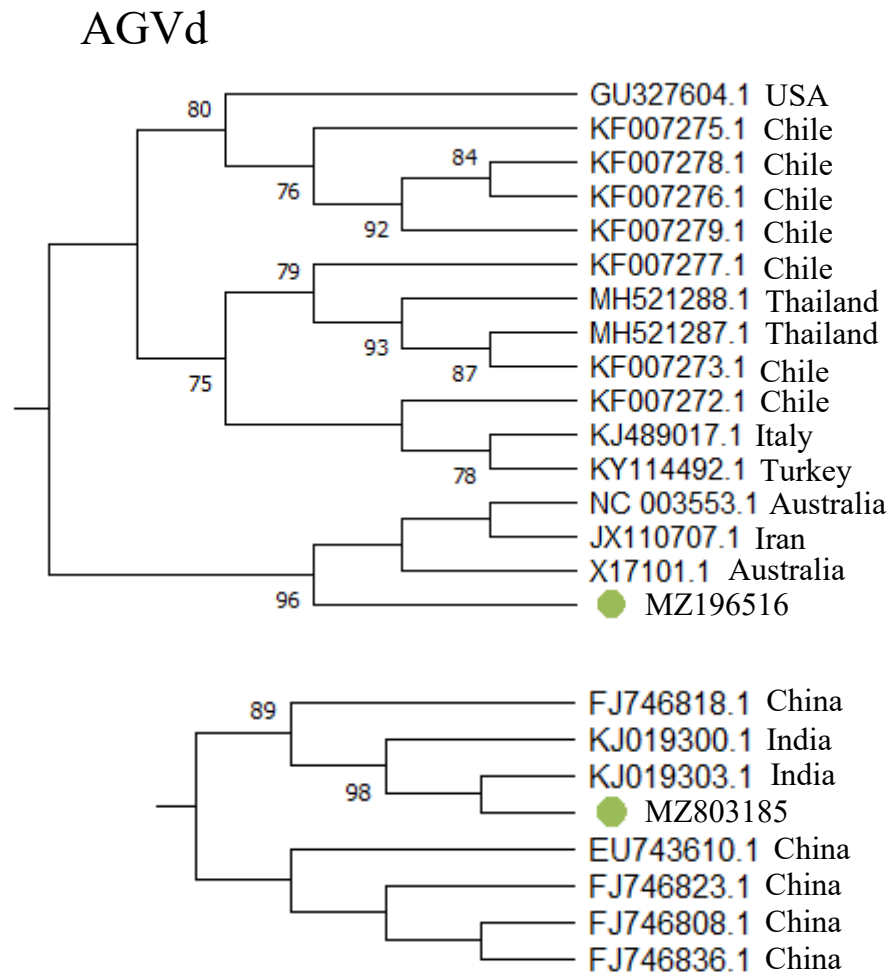 AGVd
80
GU327604.1 USA
KF007275.1 Chile
84
KF007278.1 Chile
76
KF007276.1 Chile
92
KF007279.1 Chile
79
KF007277.1 Chile
MH521288.1 Thailand
93
MH521287.1 Thailand
87
KF007273.1 Chile
75
KF007272.1 Chile
KJ489017.1 Italy
78
KY114492.1 Turkey
NC 003553.1 Australia
JX110707.1 Iran
X17101.1 Australia
96
MZ196516
89
FJ746818.1 China
KJ019300.1 India
KJ019303.1 India
98
MZ803185
EU743610.1 China
FJ746823.1 China
FJ746808.1 China
FJ746836.1 China